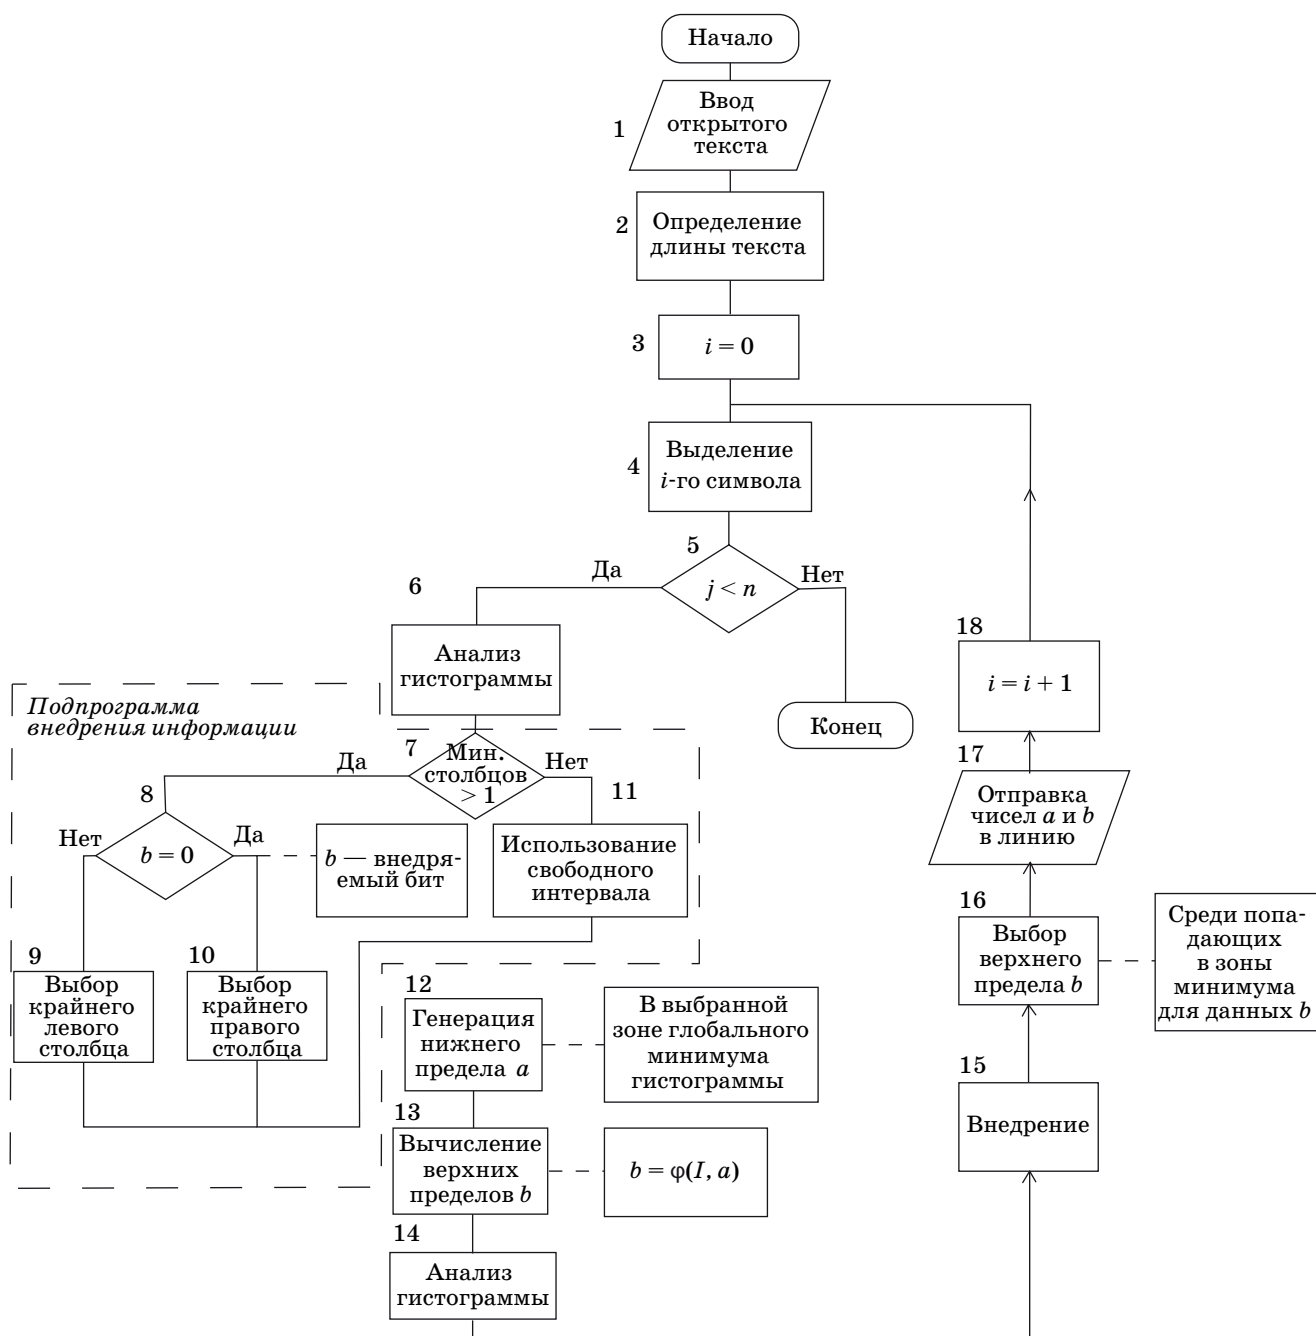 Начало
1
Ввод
открытого
текста
2
Определение
длины текста
3
i = 0
4
Выделение
i-го символа
5
j < n
Да
Нет
6
Анализ
гистограммы
Конец
Подпрограмма
внедрения информации
7
Мин.
столбцов
> 1
Да
Нет
8
b = 0
Нет
Да
b — внедря-
емый бит
11
Использование
свободного
интервала
9
Выбор
крайнего
левого
столбца
10
Выбор
крайнего
правого
столбца
12
Генерация
нижнего
предела a
В выбранной
зоне глобального
минимума
гистограммы
13
Вычисление
верхних
пределов b
b = φ(I, a)
14
Анализ
гистограммы
15
Внедрение
16
Выбор
верхнего
предела b
Среди попа-
дающих
в зоны
минимума
для данных b
17
Отправка
чисел a и b
в линию
18
i = i + 1